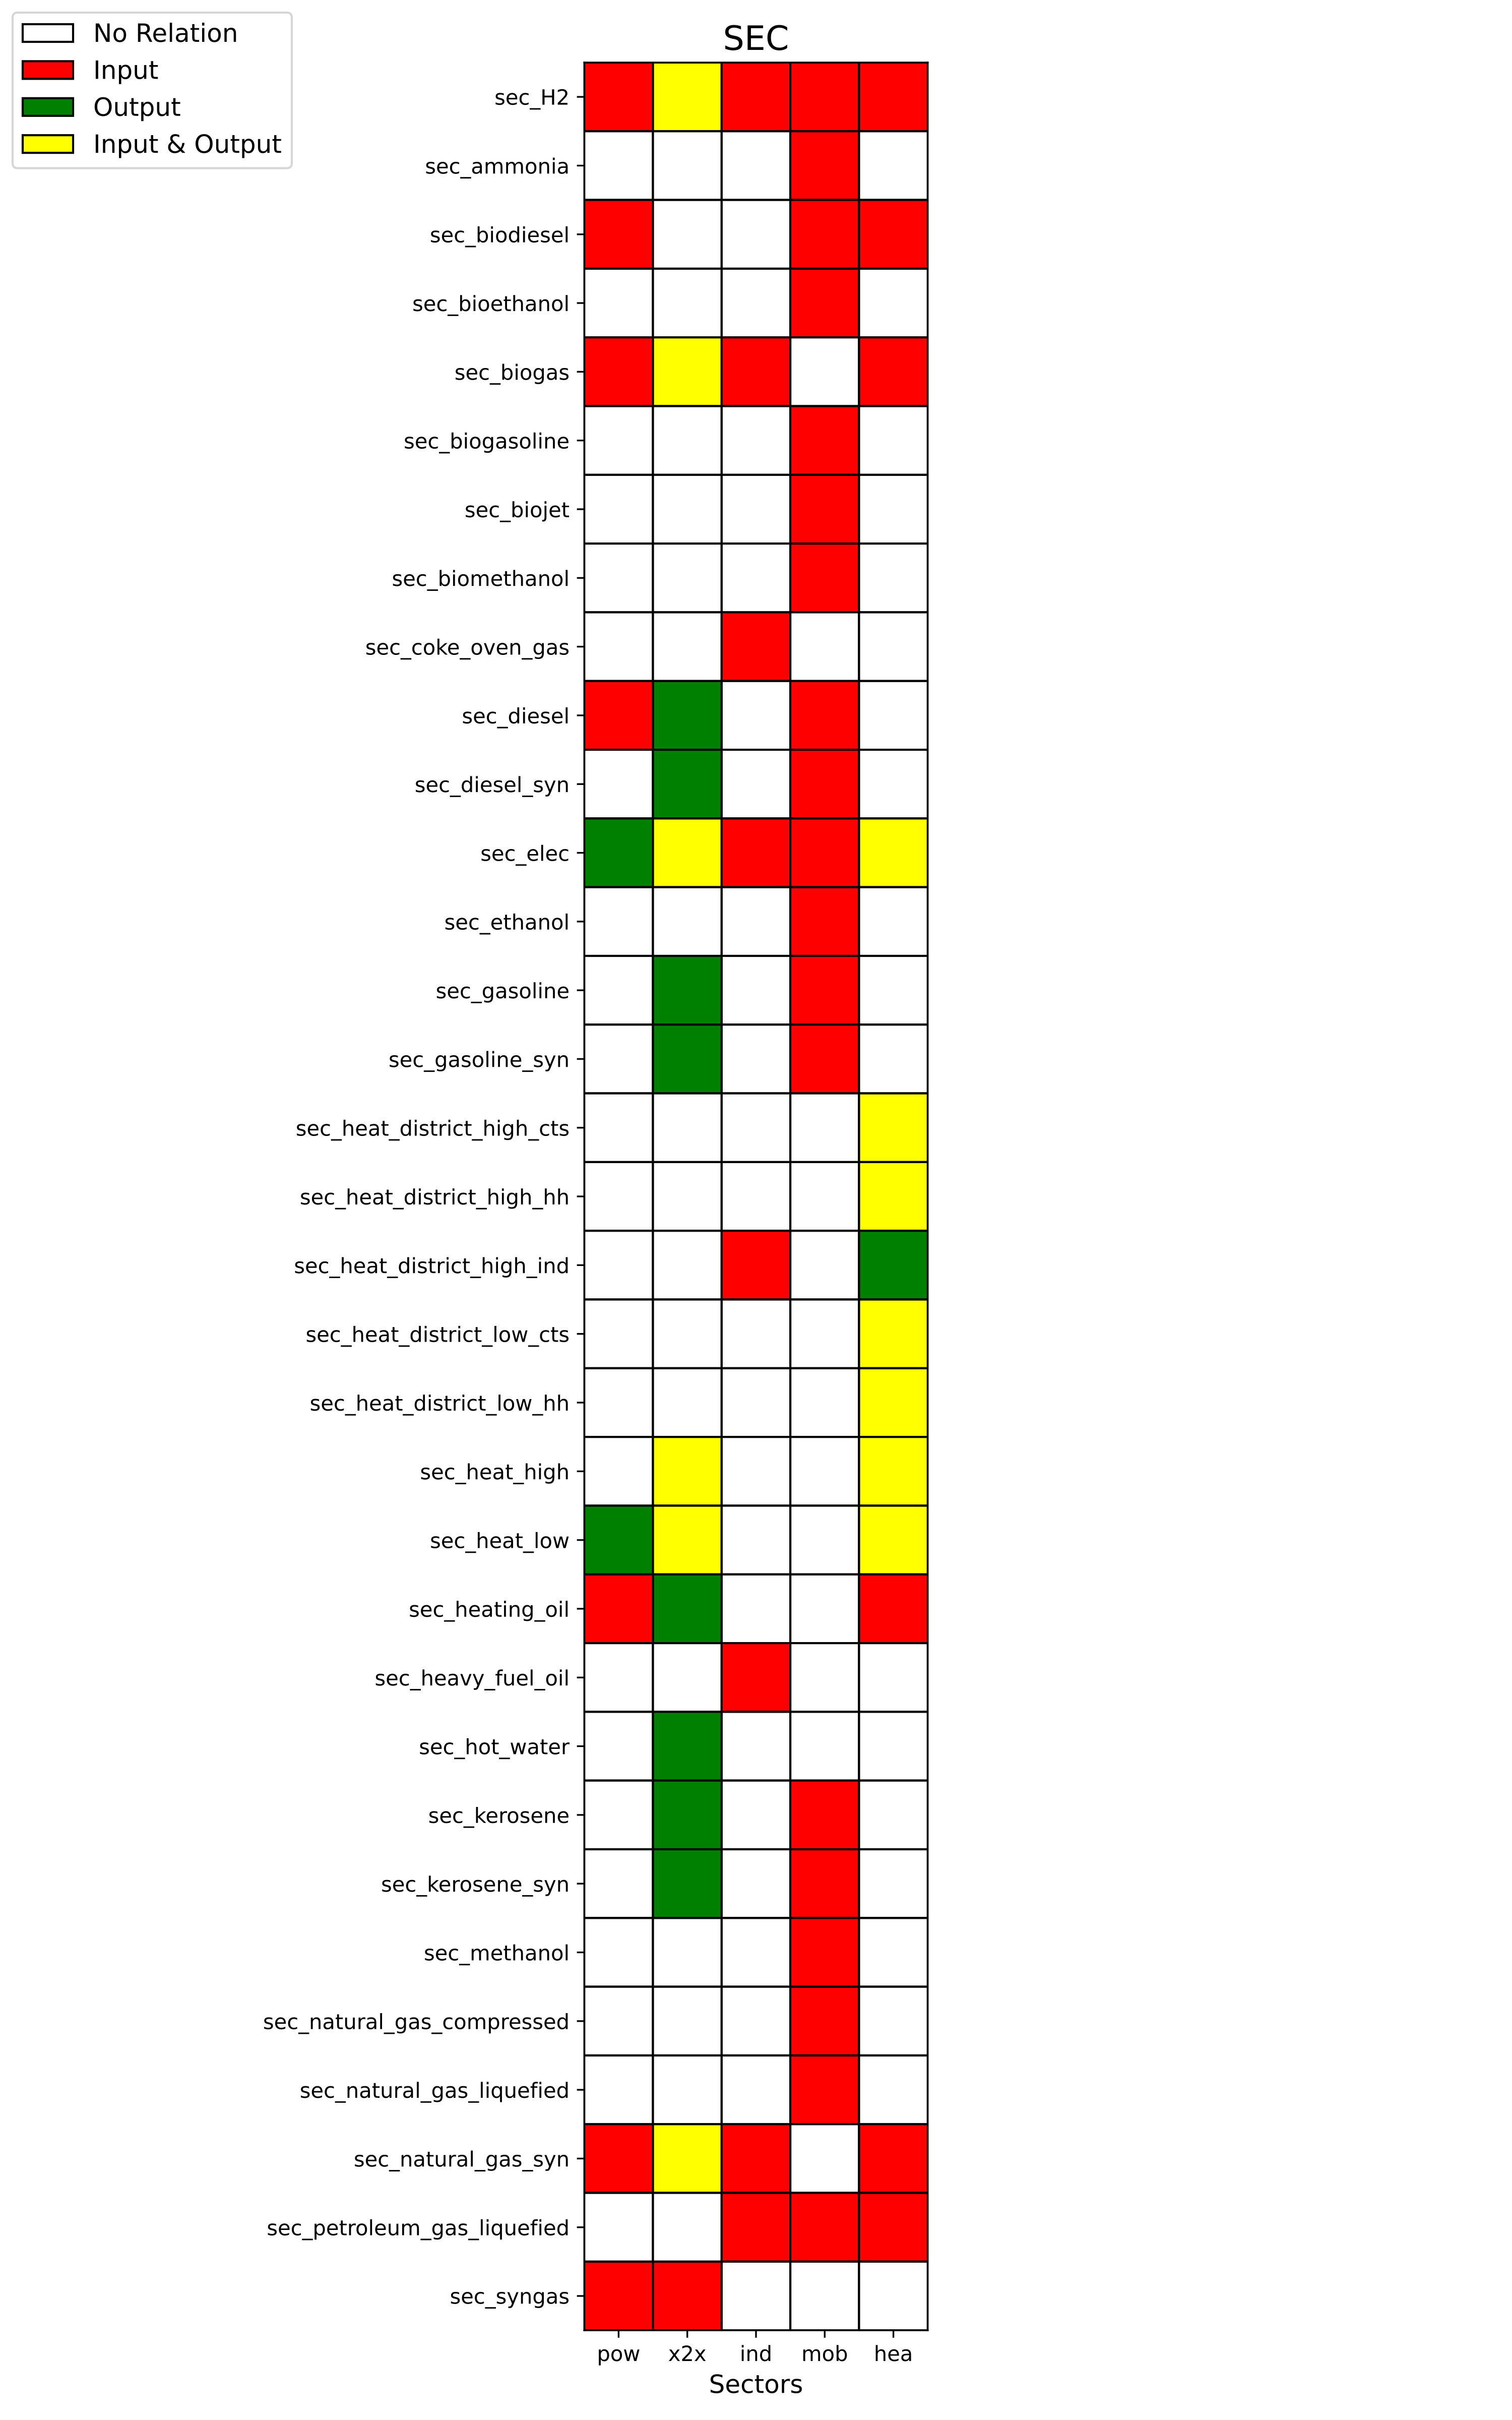 No Relation
Input
Output
Input & Output
SEC
sec_H2
sec_ammonia
sec_biodiesel
sec_bioethanol
sec_biogas
sec_biogasoline
sec_biojet
sec_biomethanol
sec_coke_oven_gas
sec_diesel
sec_diesel_syn
sec_elec
sec_ethanol
sec_gasoline
sec_gasoline_syn
sec_heat_district_high_cts
sec_heat_district_high_hh
sec_heat_district_high_ind
sec_heat_district_low_cts
sec_heat_district_low_hh
sec_heat_high
sec_heat_low
sec_heating_oil
sec_heavy_fuel_oil
sec_hot_water
sec_kerosene
sec_kerosene_syn
sec_methanol
sec_natural_gas_compressed
sec_natural_gas_liquefied
sec_natural_gas_syn
sec_petroleum_gas_liquefied
sec_syngas
pow x2x ind mob hea
Sectors